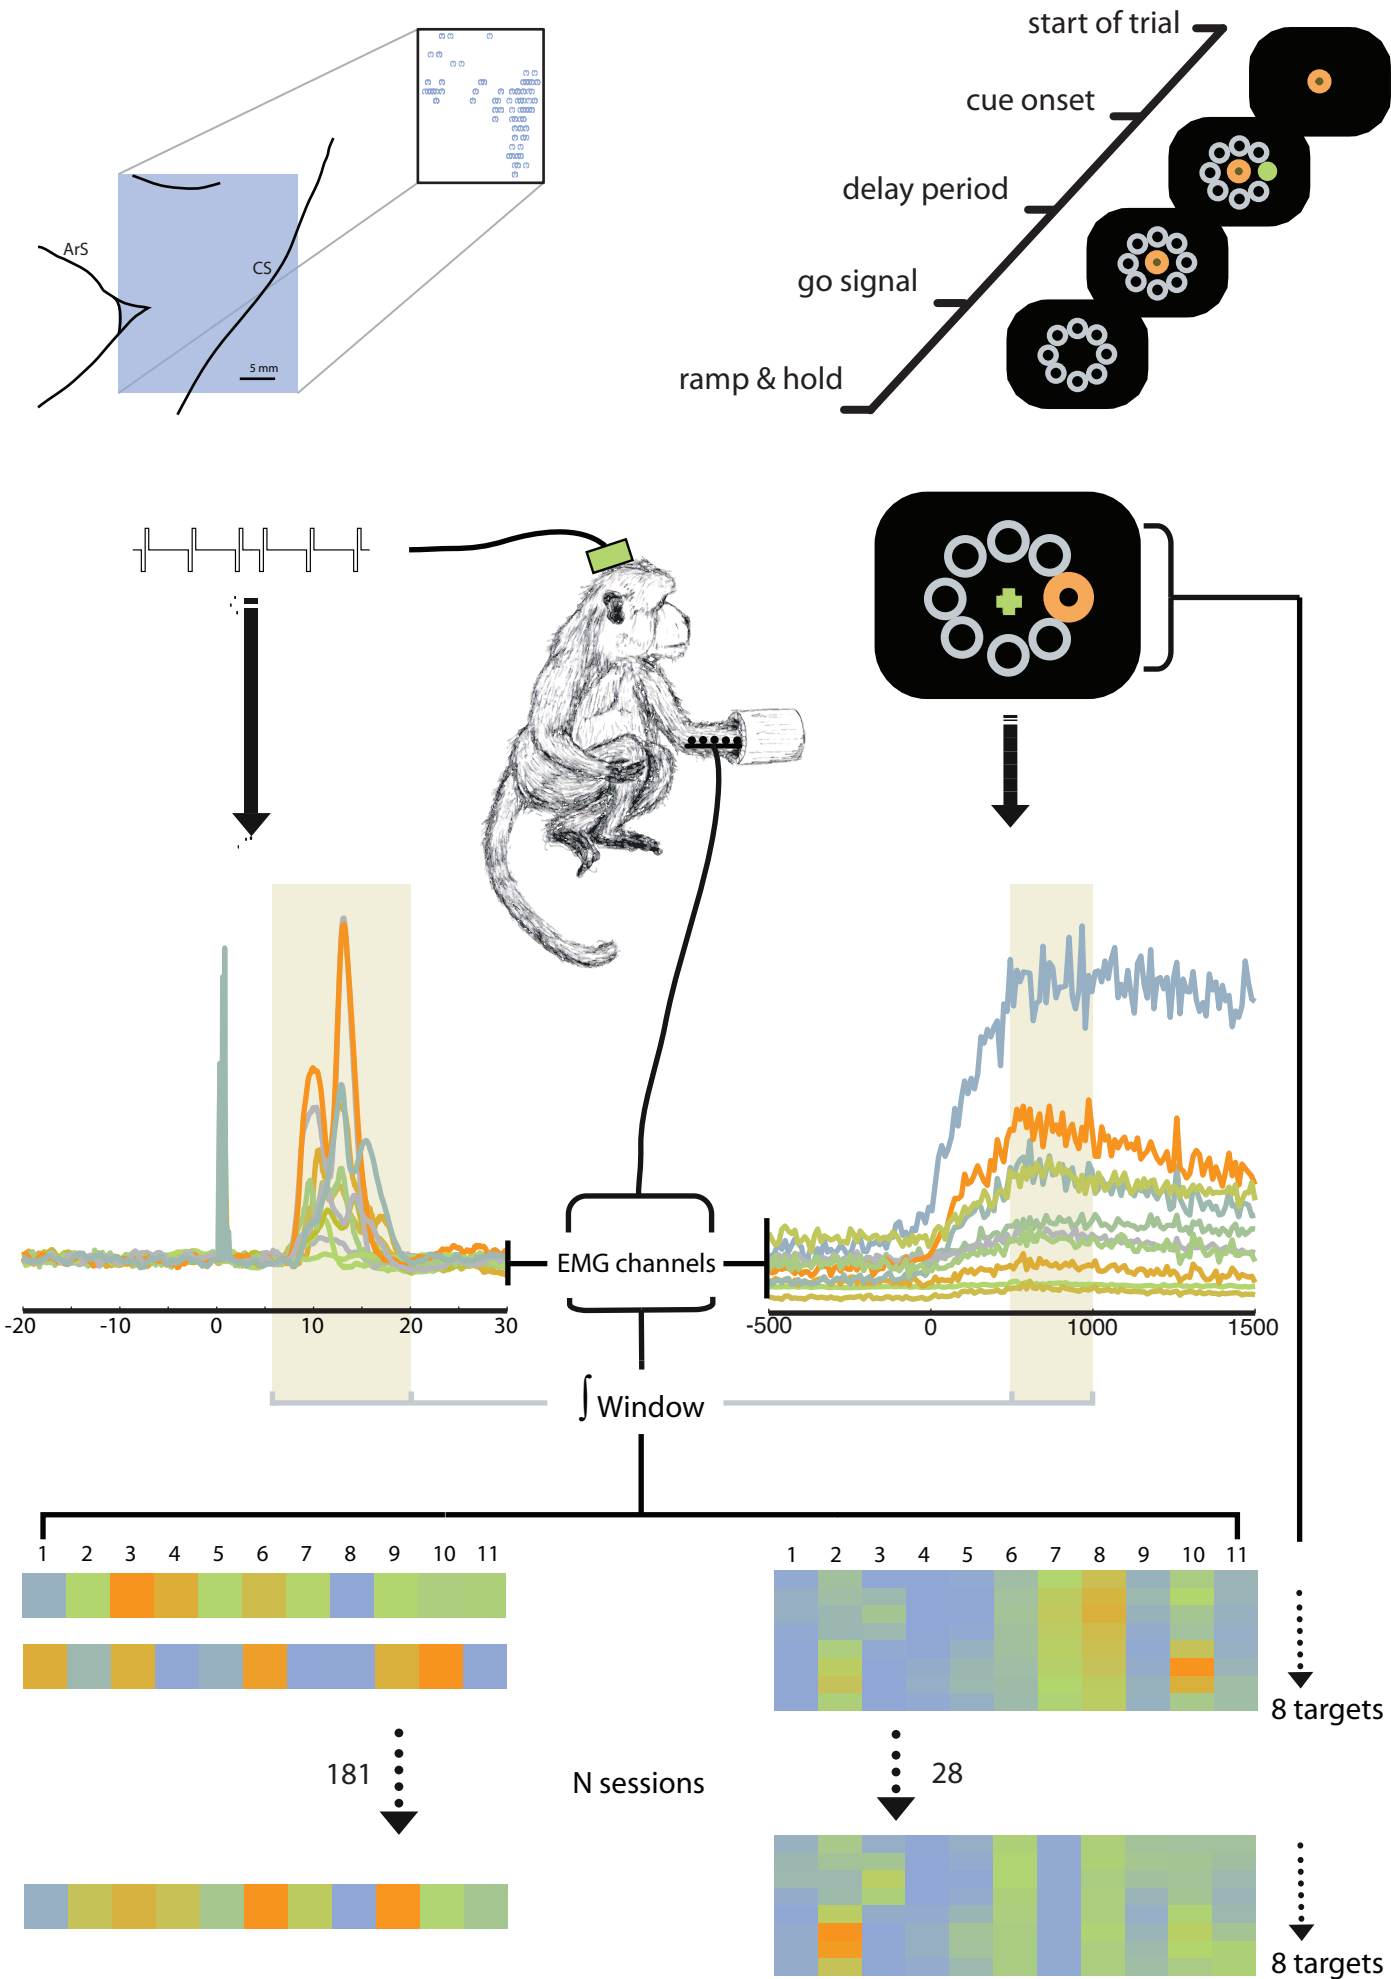 start of trial
cue onset
delay period
go signal
ramp & hold
ArS
CS
5 mm
EMG channels
-20 -10 0 10 20 30
-500 0 1000 1500
∫ Window
1 2 3 4 5 6 7 8 9 10 11
1 2 3 4 5 6 7 8 9 10 11
8 targets
181
N sessions
28
8 targets